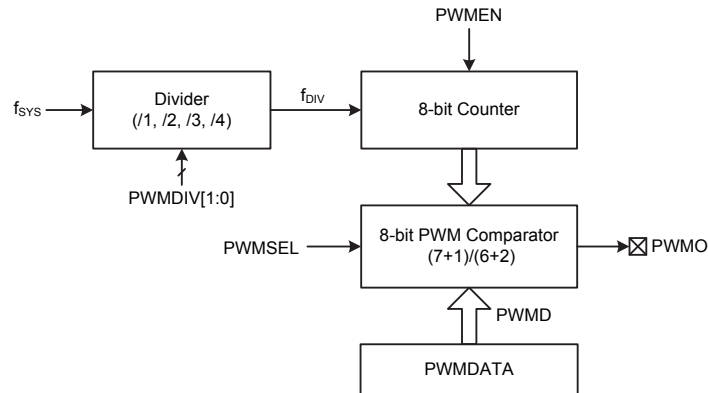 PWMEN
fSYS
Divider
(/1, /2, /3, /4)
fDIV
8-bit Counter
PWMDIV[1:0]
PWMSEL
8-bit PWM Comparator
(7+1)/(6+2)
PWMO
PWMD
PWMDATA